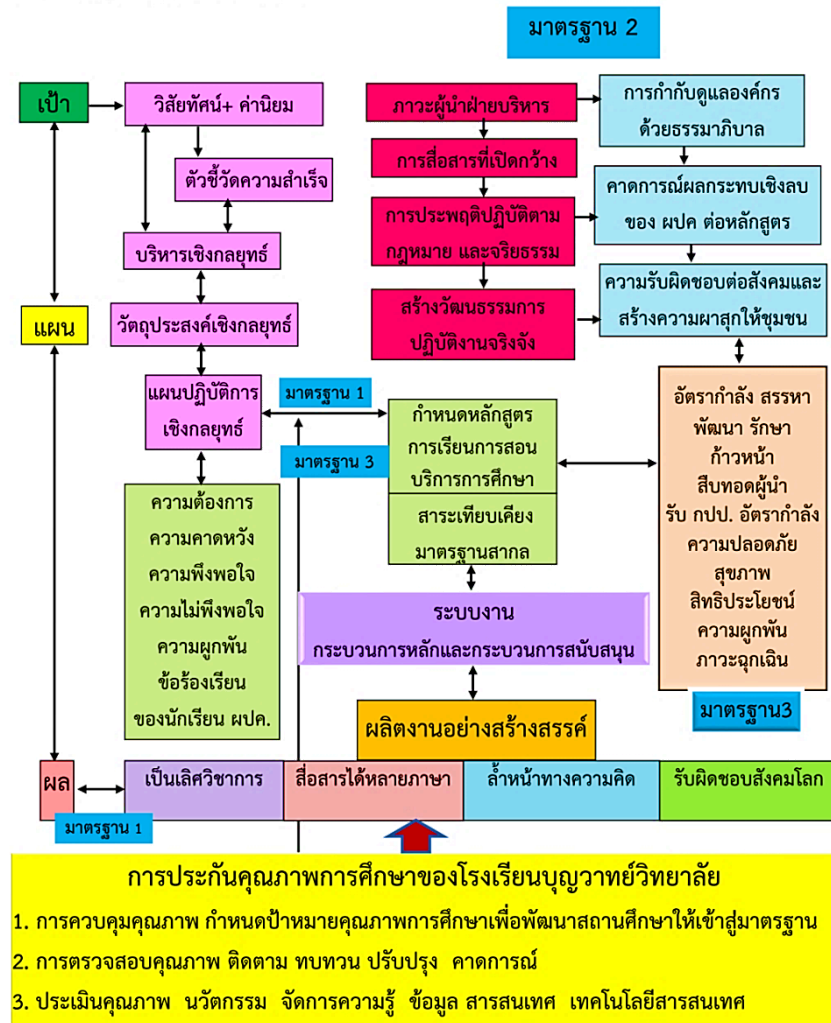 มาตรฐาน 2
เป้า
วิสัยทัศน์+ ค่านิยม
ตัวชี้วัดความสำเร็จ
บริหารเชิงกลยุทธ์
แผน
วัตถุประสงค์เชิงกลยุทธ์
แผนปฏิบัติการ
เชิงกลยุทธ์
ความต้องการ
ความคาดหวัง
ความพึงพอใจ
ความไม่พึงพอใจ
ความผูกพัน
ข้อร้องเรียน
ของนักเรียน ผปค.
ภาวะผู้นำฝ่ายบริหาร
การสื่อสารที่เปิดกว้าง
การประพฤติปฏิบัติตาม
กฎหมาย และจริยธรรม
สร้างวัฒนธรรมการ
ปฏิบัติงานจริงจัง
การกำกับดูแลองค์กร
ด้วยธรรมาภิบาล
คาดการณ์ผลกระทบเชิงลบ
ของ ผปค ต่อหลักสูตร
ความรับผิดชอบต่อสังคมและ
สร้างความผาสุกให้ชุมชน
มาตรฐาน 1
มาตรฐาน 3
กำหนดหลักสูตร
การเรียนการสอน
บริการการศึกษา
สาระเทียบเคียง
มาตรฐานสากล
อัตรากำลัง สรรหา
พัฒนา รักษา
ก้าวหน้า
สืบทอดผู้นำ
รับ กปป. อัตรากำลัง
ความปลอดภัย
สุขภาพ
สิทธิประโยชน์
ความผูกพัน
ภาวะฉุกเฉิน
มาตรฐาน3
ระบบงาน
กระบวนการหลักและกระบวนการสนับสนุน
ผลิตงานอย่างสร้างสรรค์
ผล
เป็นเลิศวิชาการ
สื่อสารได้หลายภาษา
ล้ำหน้าทางความคิด
รับผิดชอบสังคมโลก
มาตรฐาน 1
การประกันคุณภาพการศึกษาของโรงเรียนบุญวาทย์วิทยาลัย
1. การควบคุมคุณภาพ กำหนดป้าหมายคุณภาพการศึกษาเพื่อพัฒนาสถานศึกษาให้เข้าสู่มาตรฐาน
2. การตรวจสอบคุณภาพ ติดตาม ทบทวน ปรับปรุง คาดการณ์
3. ประเมินคุณภาพ นวัตกรรม จัดการความรู้ ข้อมูล สารสนเทศ เทคโนโลยีสารสนเทศ